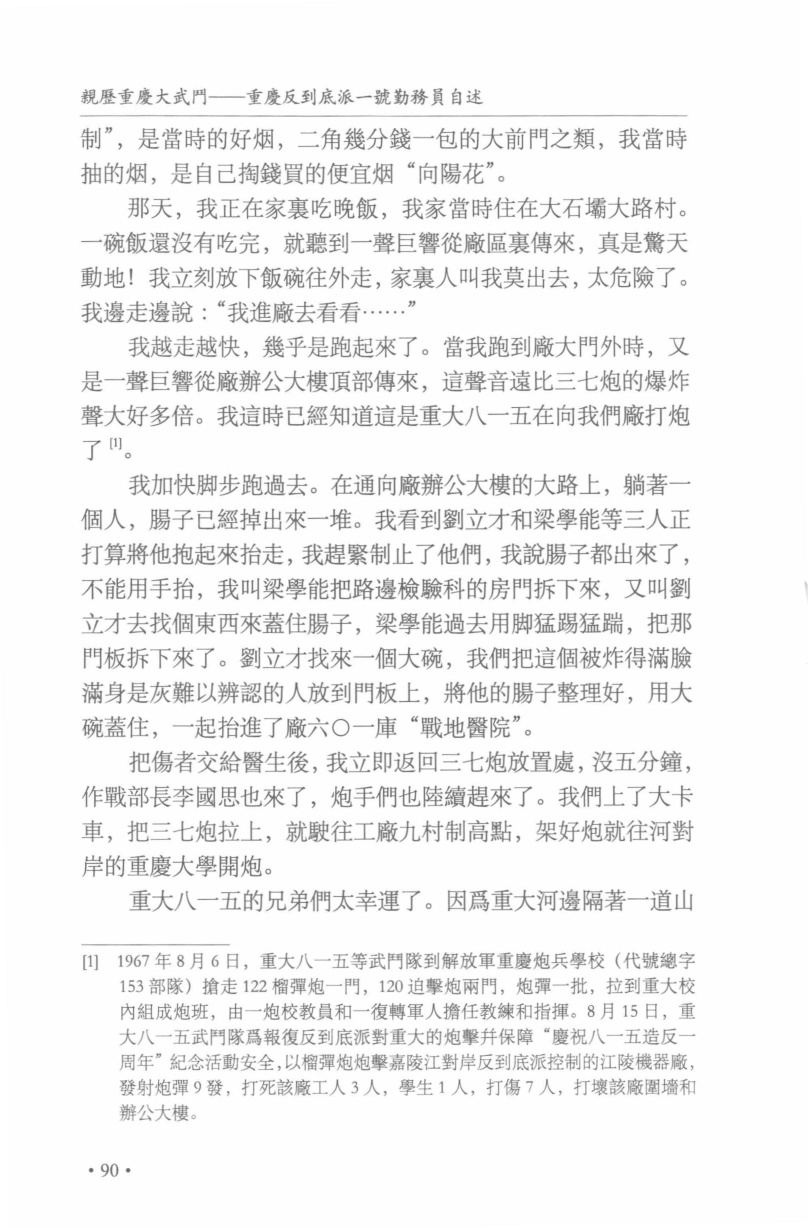 親歷重慶大武鬥——重慶反到底派一號勤務員自述
制”，是當時的好烟，二角幾分錢一包的大前門之類，我當時
抽的烟，是自己掏錢買的便宜烟“向陽花”。
那天，我正在家裏吃晚飯，我家當時住在大石壩大路村。
一碗飯還沒有吃完，就聽到一聲巨響從廠區裏傳來，真是驚天
動地！我立刻放下飯碗往外走，家裏人叫我莫出去，太危險了。
我邊走邊說：“我進廠去看看……”
我越走越快，幾乎是跑起來了。當我跑到廠大門外時，又
是一聲巨響從廠辦公大樓頂部傳來，這聲音遠比三七炮的爆炸
聲大好多倍。我這時已經知道這是重大八一五在向我們廠打炮
了[1]。
我加快脚步跑過去。在通向廠辦公大樓的大路上，躺著一
個人，腸子已經掉出來一堆。我看到劉立才和梁學能等三人正
打算將他抱起來抬走，我趕緊制止了他們，我說腸子都出來了，
不能用手抬，我叫梁學能把路邊檢驗科的房門拆下來，又叫劉
立才去找個東西來蓋住腸子，梁學能過去用脚猛踢猛踹，把那
門板拆下來了。劉立才找來一個大碗，我們把這個被炸得滿臉
滿身是灰難以辨認的人放到門板上，將他的腸子整理好，用大
碗蓋住，一起抬進了廠六〇一庫“戰地醫院”。
把傷者交給醫生後，我立即返回三七炮放置處，沒五分鐘，
作戰部長李國思也來了，炮手們也陸續趕來了。我們上了大卡
車，把三七炮拉上，就駛往工廠九村制高點，架好炮就往河對
岸的重慶大學開炮。
重大八一五的兄弟們太幸運了。因爲重大河邊隔著一道山
[1] 1967 年 8 月 6 日，重大八一五等武鬥隊到解放軍重慶炮兵學校（代號總字
153 部隊）搶走 122 榴彈炮一門，120 迫擊炮兩門，炮彈一批，拉到重大校
內組成炮班，由一炮校教員和一復轉軍人擔任教練和指揮。8 月 15 日，重
大八一五武鬥隊爲報復反到底派對重大的炮擊幷保障“慶祝八一五造反一
周年”紀念活動安全，以榴彈炮炮擊嘉陵江對岸反到底派控制的江陵機器廠，
發射炮彈 9 發，打死該廠工人 3 人，學生 1 人，打傷 7 人，打壞該廠圍墻和
辦公大樓。
• 90 •